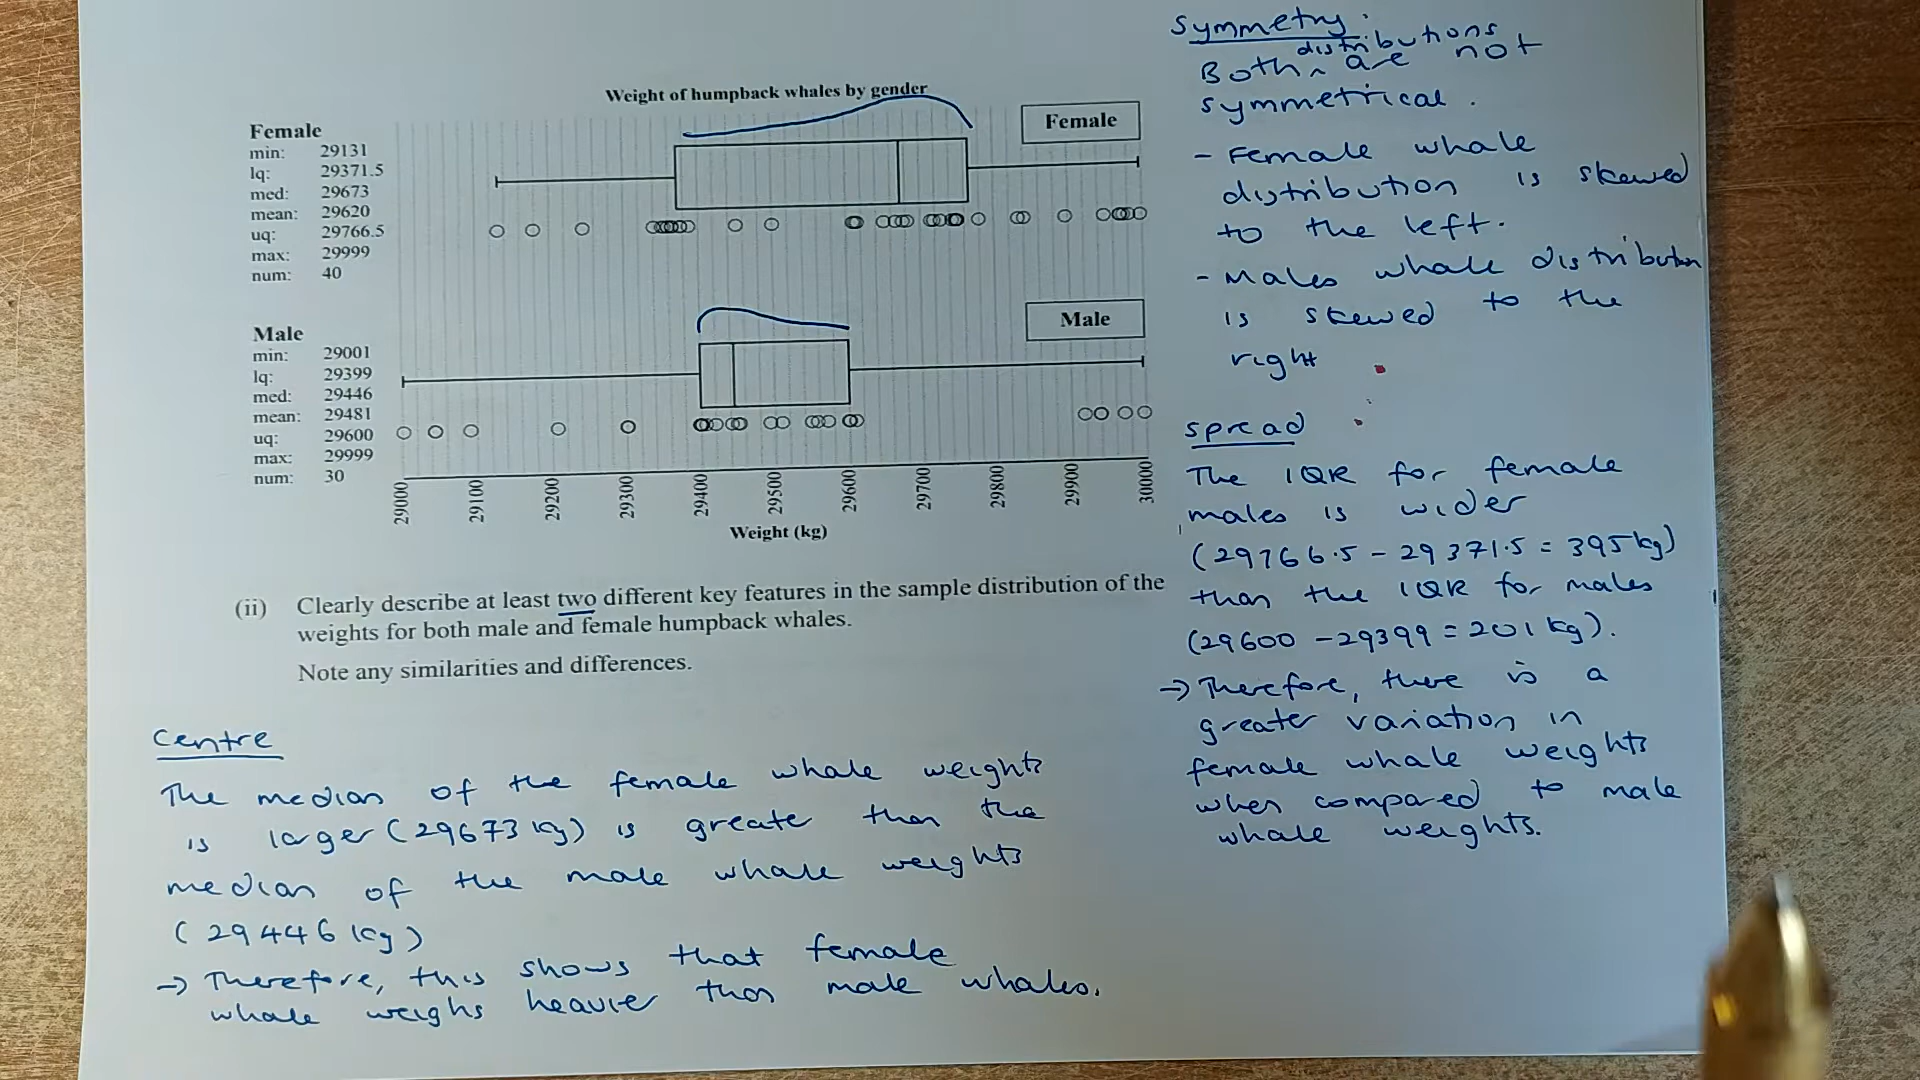 Weight of humpback whales by gender
Female
min: 29131
lq: 29371.5
med: 29673
mean: 29620
uq: 29766.5
max: 29999
num: 40
Female
Male
min: 29001
lq: 29399
med: 29446
mean: 29481
uq: 29600
max: 29999
num: 30
Male
29000 29100 29200 29300 29400 29500 29600 29700 29800 29900 30000
Weight (kg)
(ii) Clearly describe at least two different key features in the sample distribution of the
weights for both male and female humpback whales.
Note any similarities and differences.
Centre
The median of the female whale weights
is larger (29673 kg) is greater than the
median of the male whale weights
(29446 kg)
→ Therefore, this shows that female
whale weighs heavier than male whales.
Symmetry:
distributions
Both ^ are not
symmetrical.
- Female whale
distribution is skewed
to the left.
- Males whale distribution
is skewed to the
right
Spread
The IQR for female
males is wider
(29766.5 - 29371.5 = 395kg)
than the IQR for males
(29600 - 29399 = 201 kg).
→ Therefore, there is a
greater variation in
female whale weights
when compared to male
whale weights.